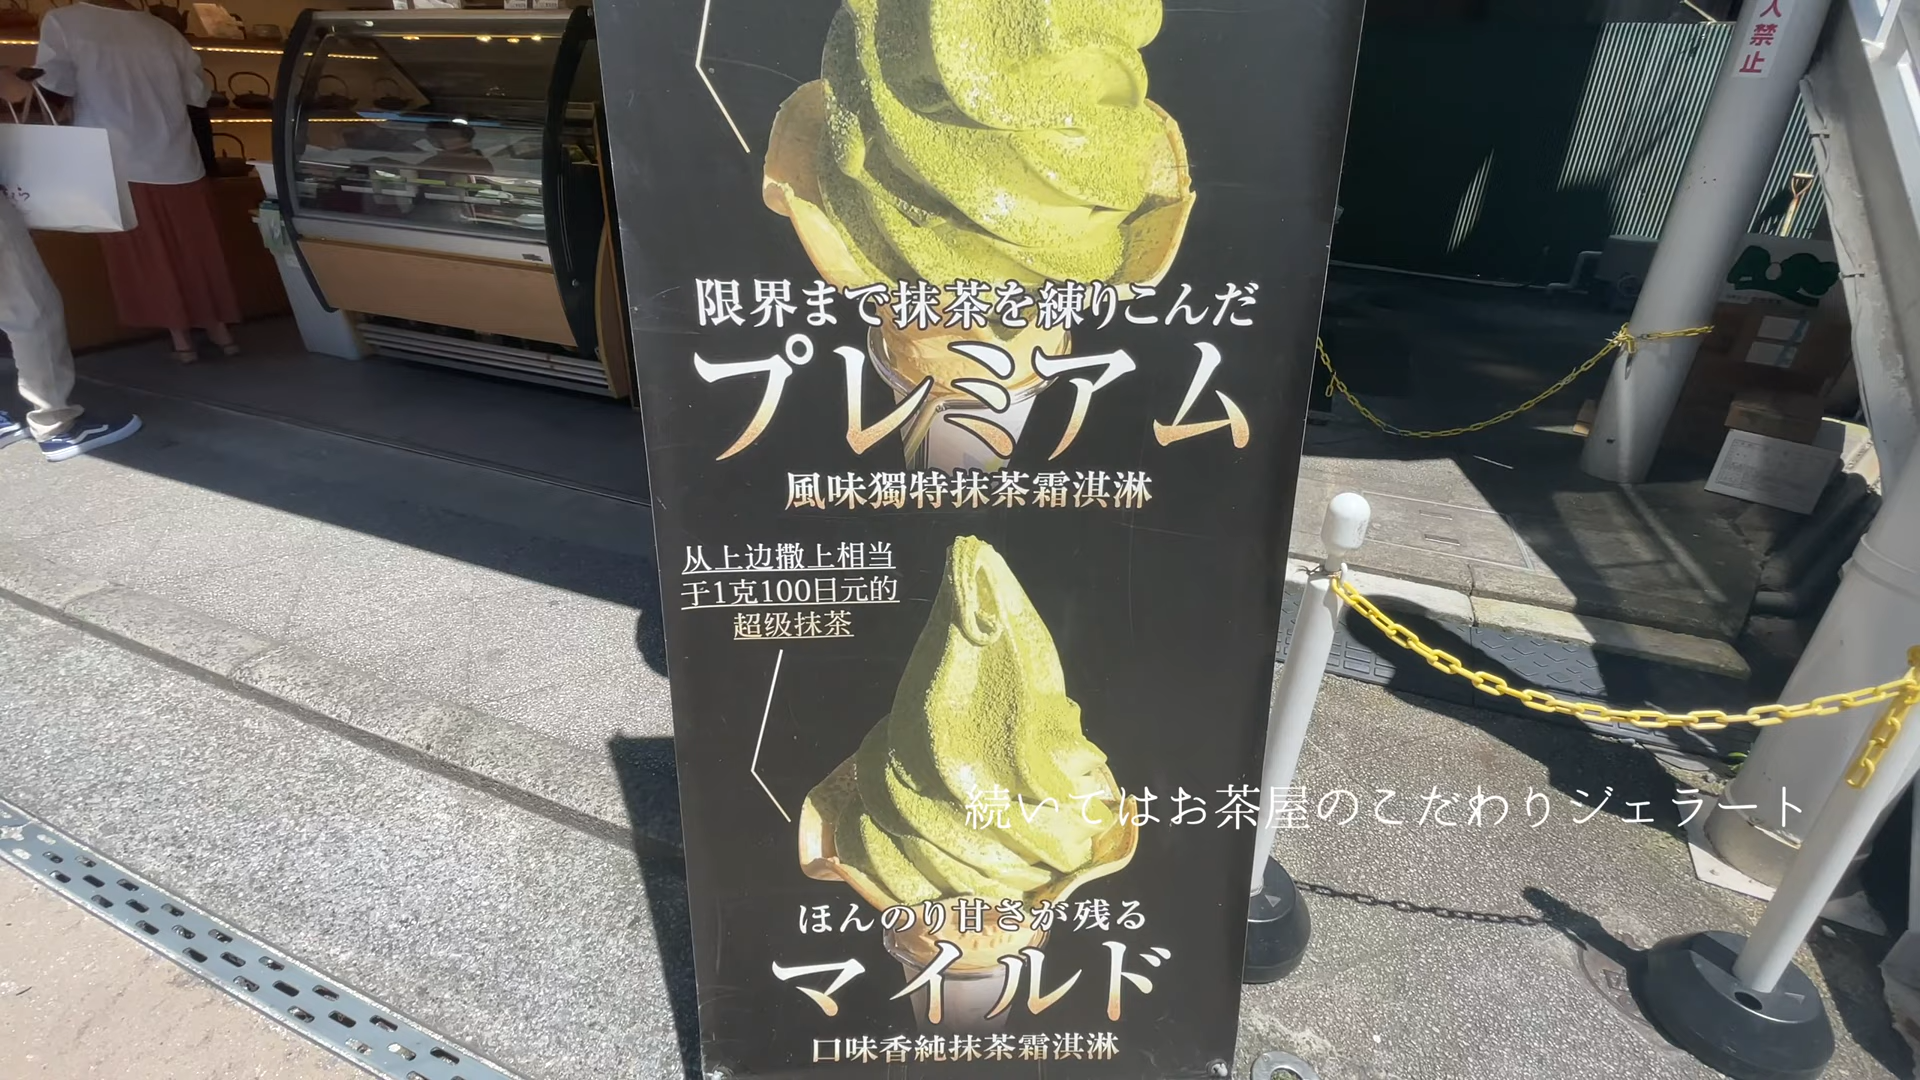 限界まで抹茶を練りこんだ
プレミアム
風味獨特抹茶霜淇淋
从上边撒上相当
于1克100日元的
超级抹茶
続いてはお茶屋のこだわりジェラート
ほんのり甘さが残る
マイルド
口味香純抹茶霜淇淋
入禁止